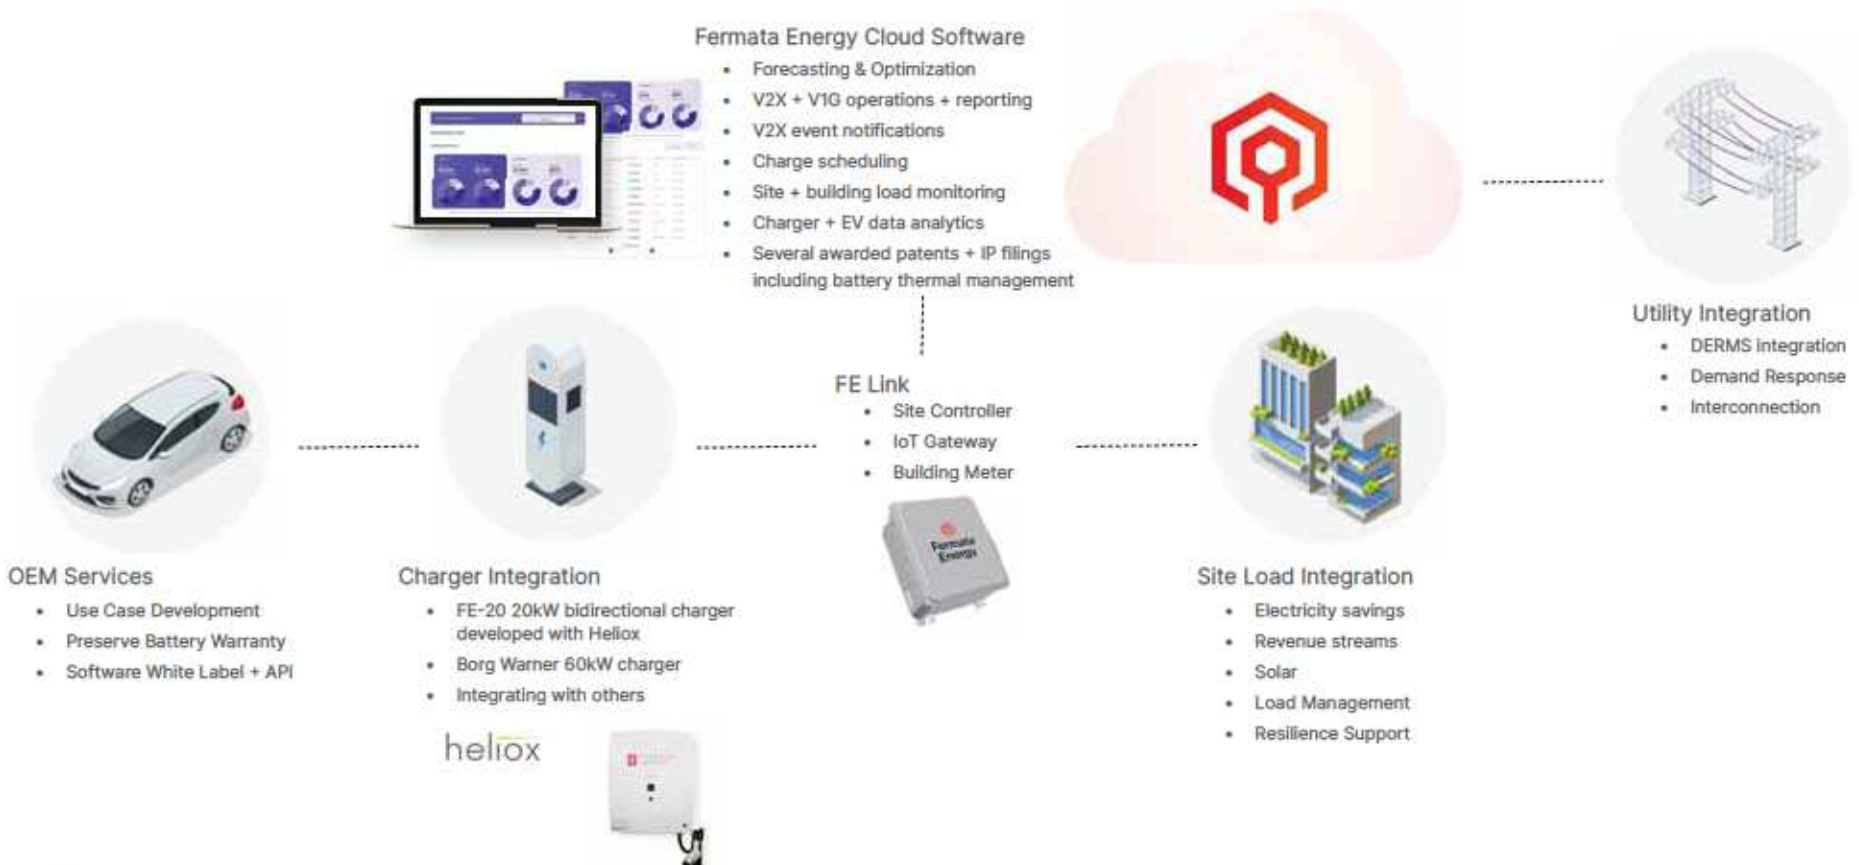 Fermata Energy Cloud Software
• Forecasting & Optimization
• V2X + V1G operations + reporting
• V2X event notifications
• Charge scheduling
• Site + building load monitoring
• Charger + EV data analytics
• Several awarded patents + IP filings
including battery thermal management
Utility Integration
• DERMS integration
• Demand Response
• Interconnection
FE Link
• Site Controller
• IoT Gateway
• Building Meter
Fermata
Energy
OEM Services
• Use Case Development
• Preserve Battery Warranty
• Software White Label + API
Charger Integration
• FE-20 20kW bidirectional charger
developed with Heliox
• Borg Warner 60kW charger
• Integrating with others
heliox
Site Load Integration
• Electricity savings
• Revenue streams
• Solar
• Load Management
• Resilience Support